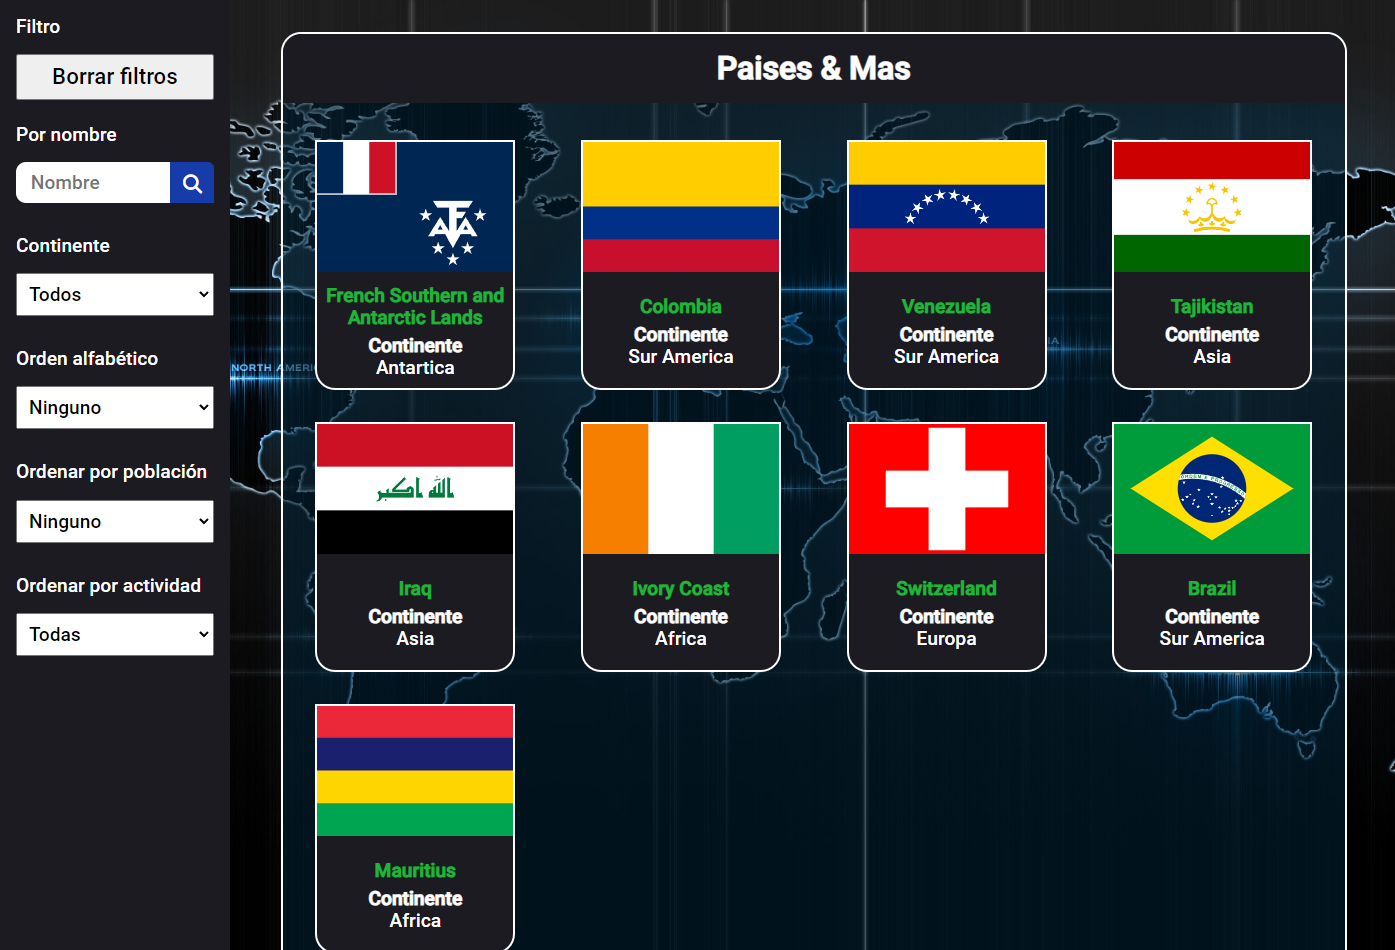 Filtro
Borrar filtros
Por nombre
Nombre
Continente
Todos
Orden alfabético
Ninguno
Ordenar por población
Ninguno
Ordenar por actividad
Todas
Paises & Mas
French Southern and
Antarctic Lands
Continente
Antartica
Colombia
Continente
Sur America
Venezuela
Continente
Sur America
Tajikistan
Continente
Asia
NORTH AMERI
IA
الله اكبر
Iraq
Continente
Asia
Ivory Coast
Continente
Africa
Switzerland
Continente
Europa
ORDEM E PROGRESSO
Brazil
Continente
Sur America
Mauritius
Continente
Africa